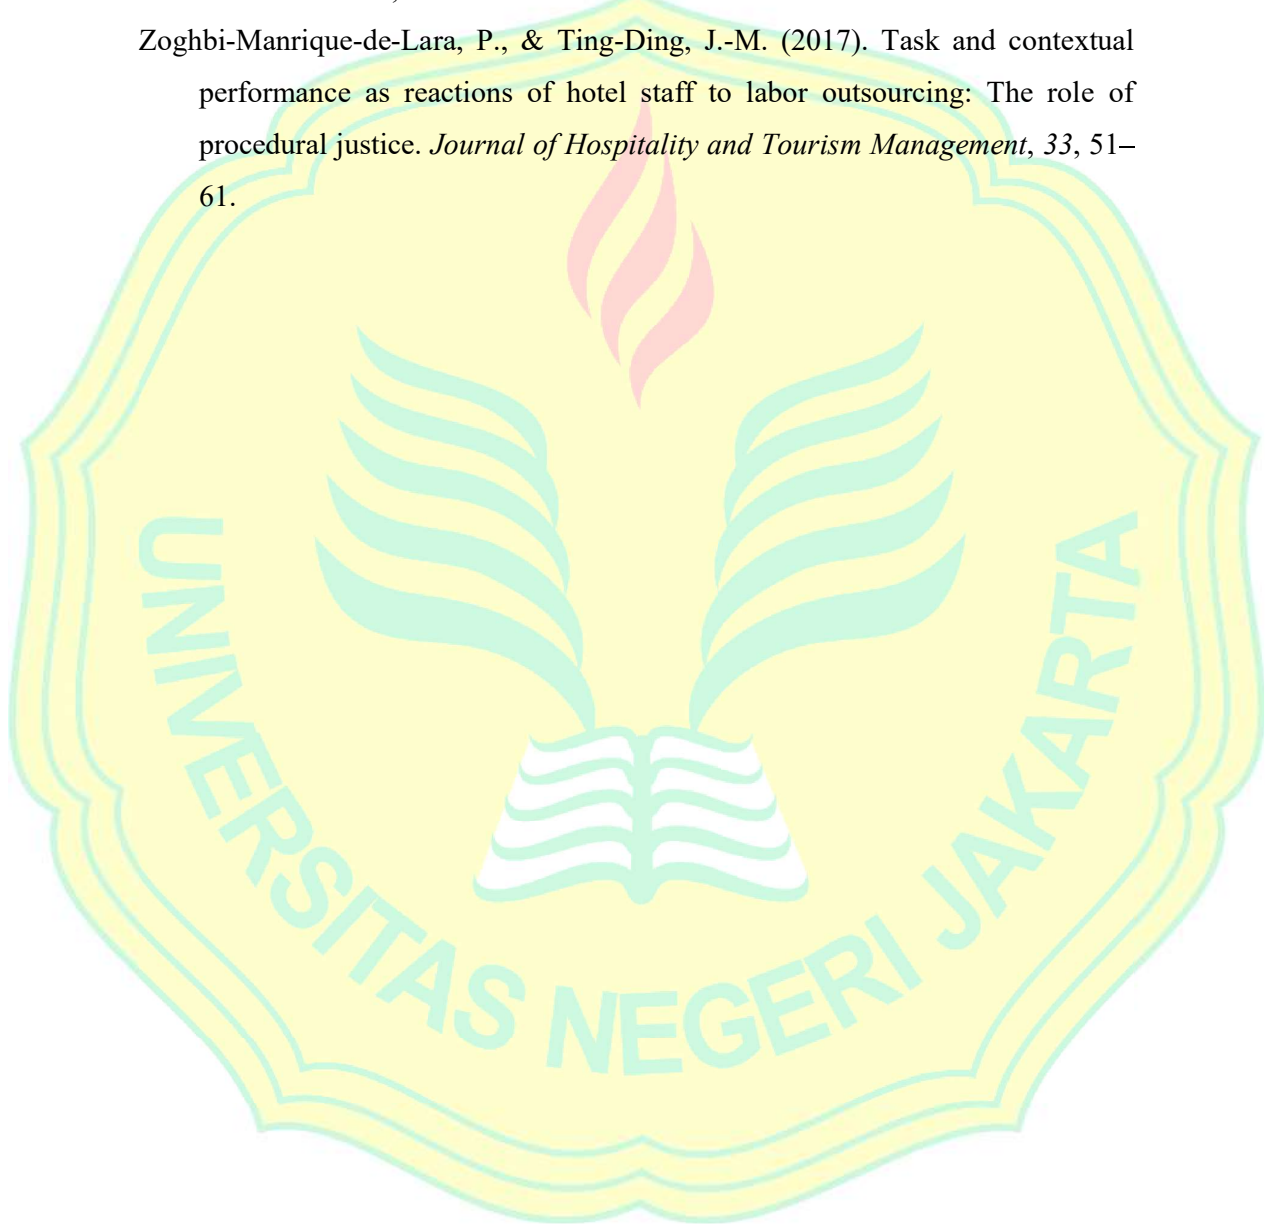 Zoghbi-Manrique-de-Lara, P., & Ting-Ding, J.-M. (2017). Task and contextual
performance as reactions of hotel staff to labor outsourcing: The role of
procedural justice. Journal of Hospitality and Tourism Management, 33, 51–
61.
UNIVERSITAS NEGERI JAKARTA